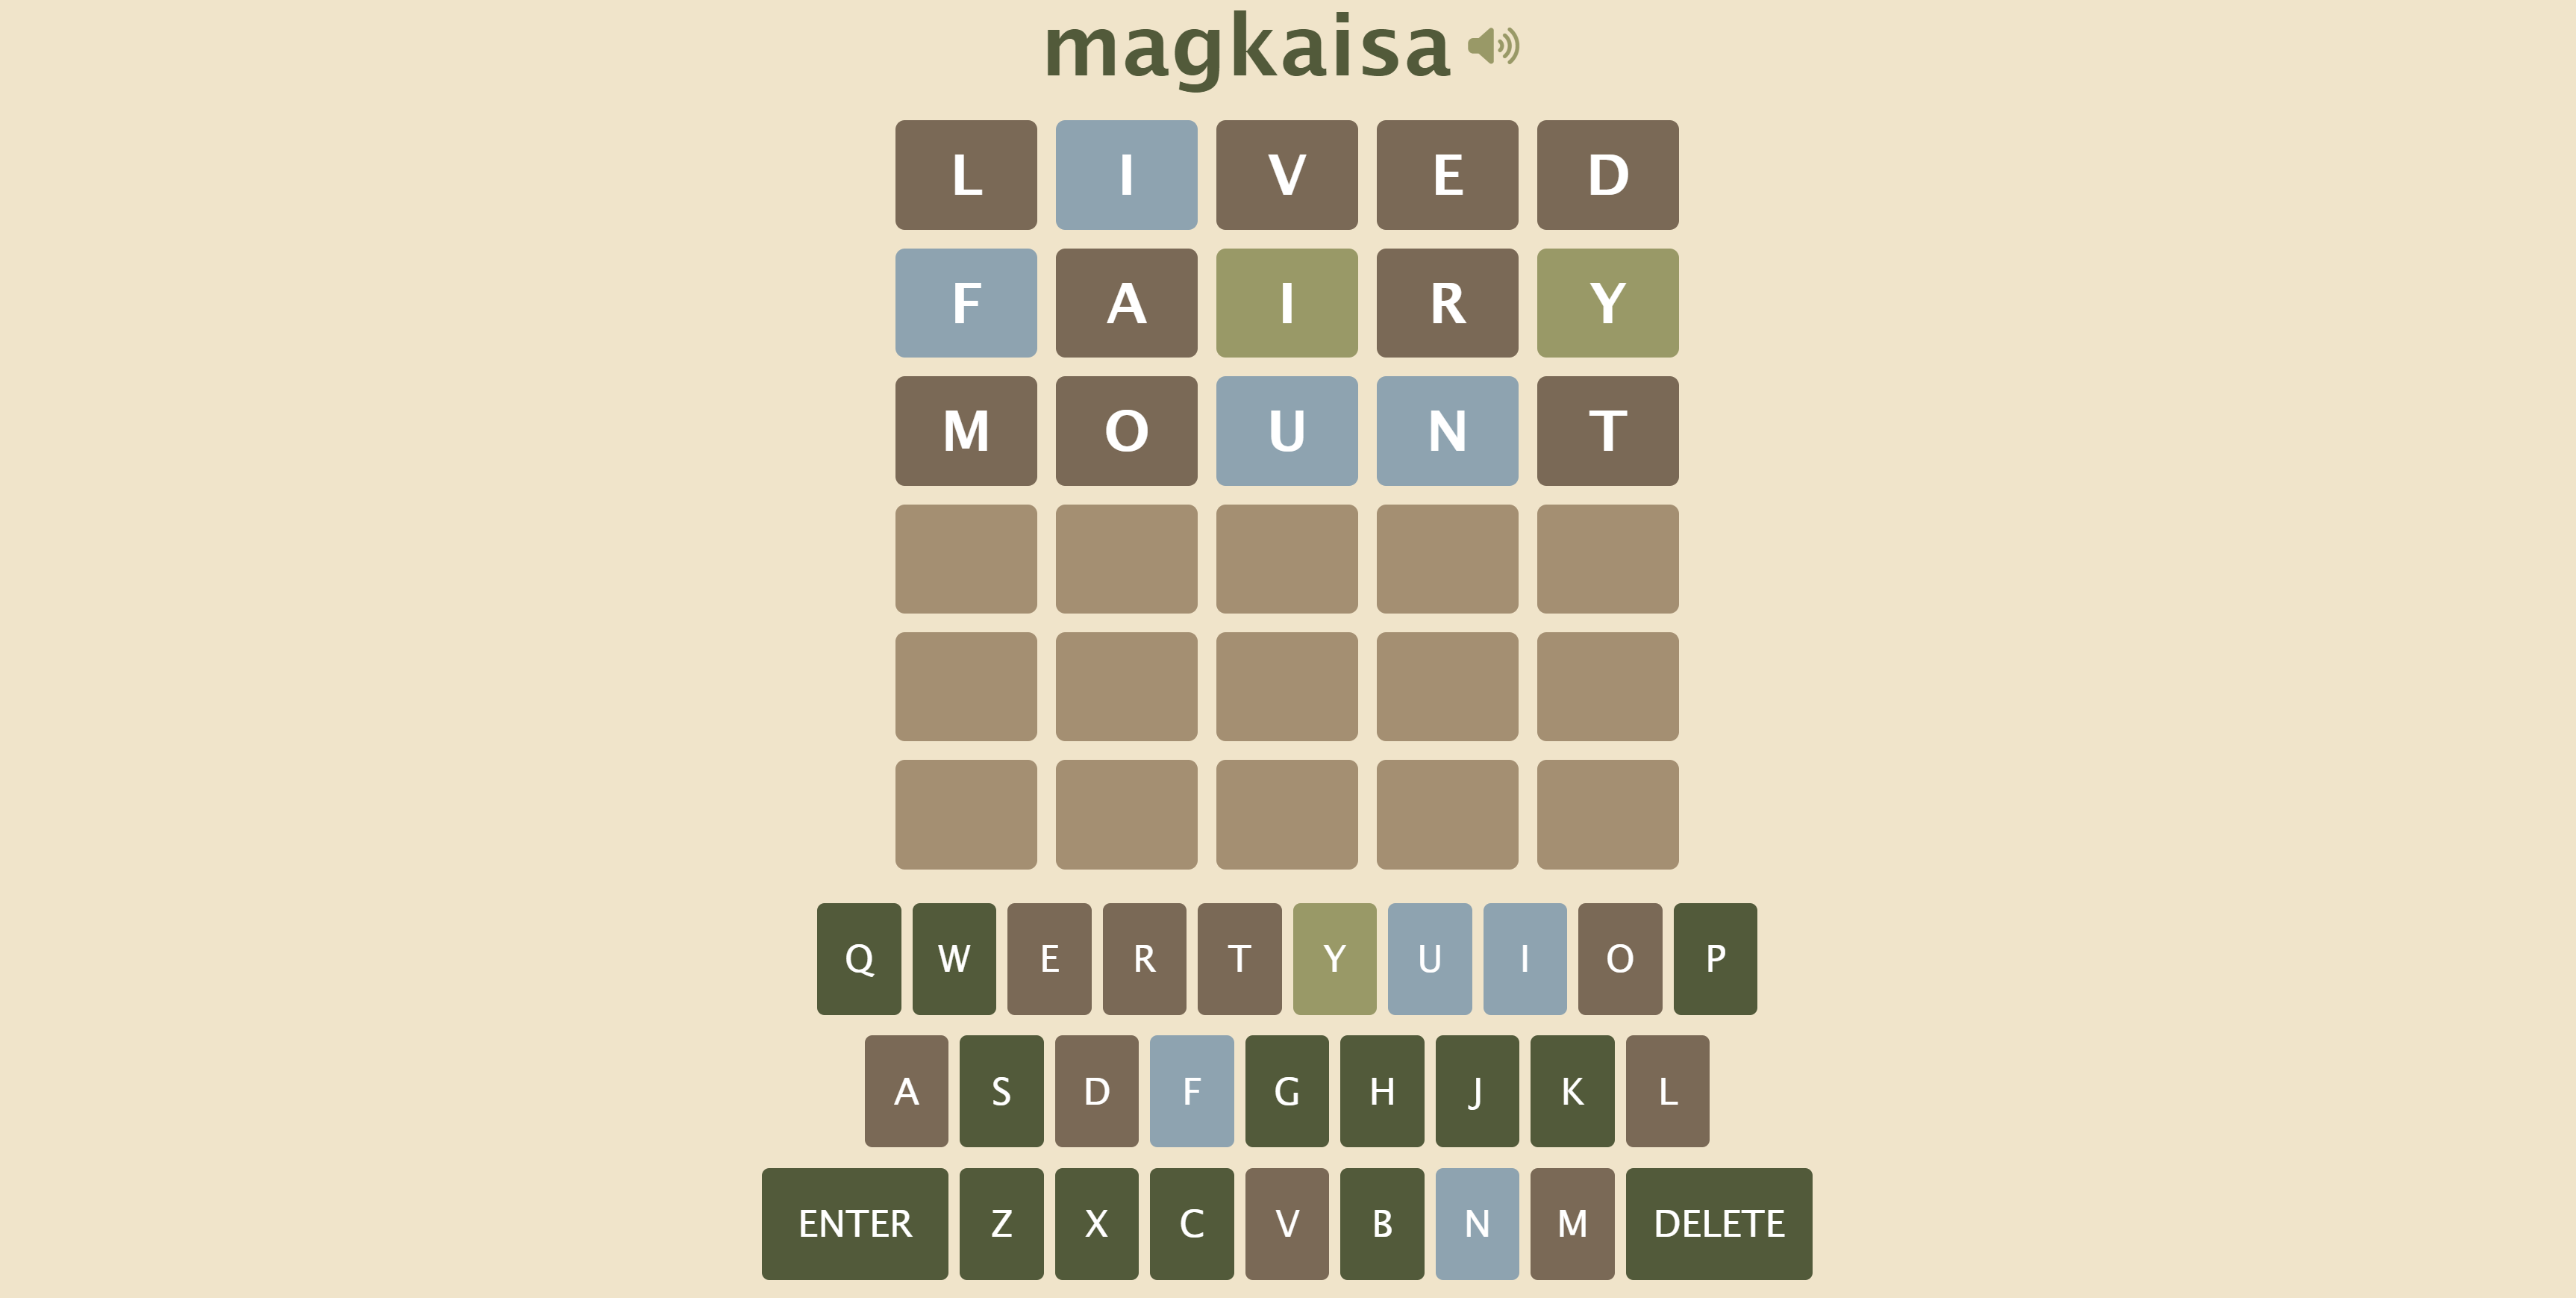 magkaisa
L I V E D
F A I R Y
M O U N T
Q W E R T Y U I O P
A S D F G H J K L
ENTER Z X C V B N M DELETE